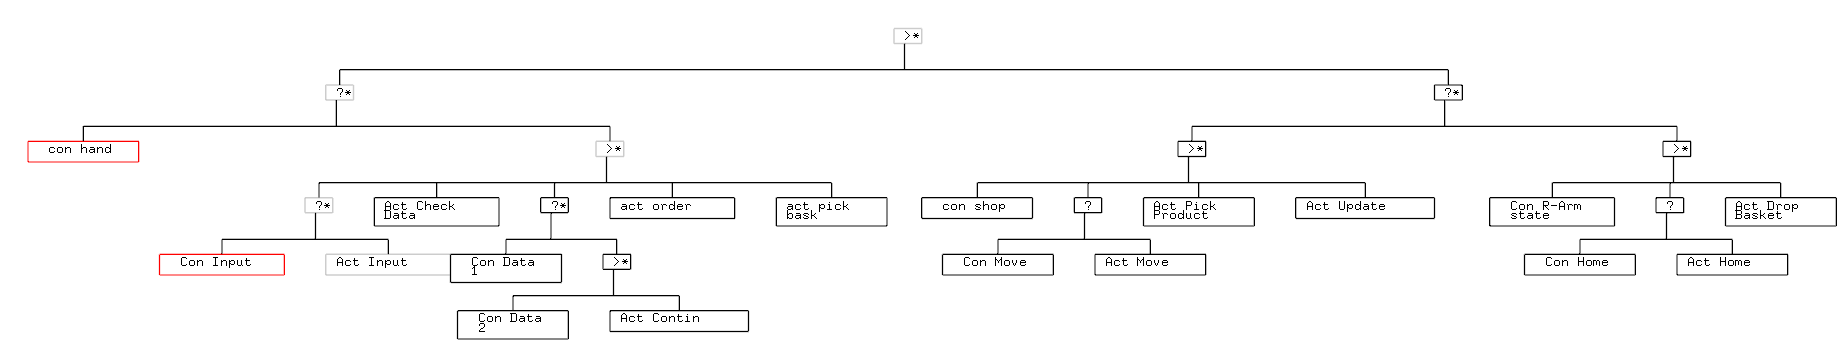 >*
?*
?*
con hand
>*
>*
>*
?*
Act Check
Data
?*
act order
act pick
bask
con shop
?
Act Pick
Product
Act Update
Con R-Arm
state
?
Act Drop
Basket
Con Input
Act Input
Con Data
1
>*
Con Move
Act Move
Con Home
Act Home
Con Data
2
Act Contin